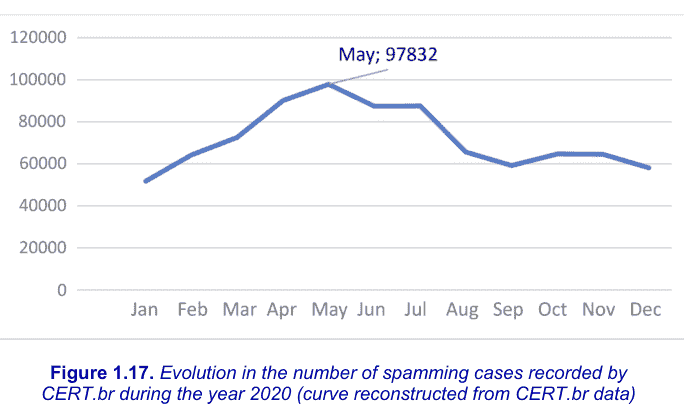 120000
May; 97832
100000
80000
60000
40000
20000
0
Jan Feb Mar Apr May Jun Jul Aug Sep Oct Nov Dec
Figure 1.17. Evolution in the number of spamming cases recorded by
CERT.br during the year 2020 (curve reconstructed from CERT.br data)